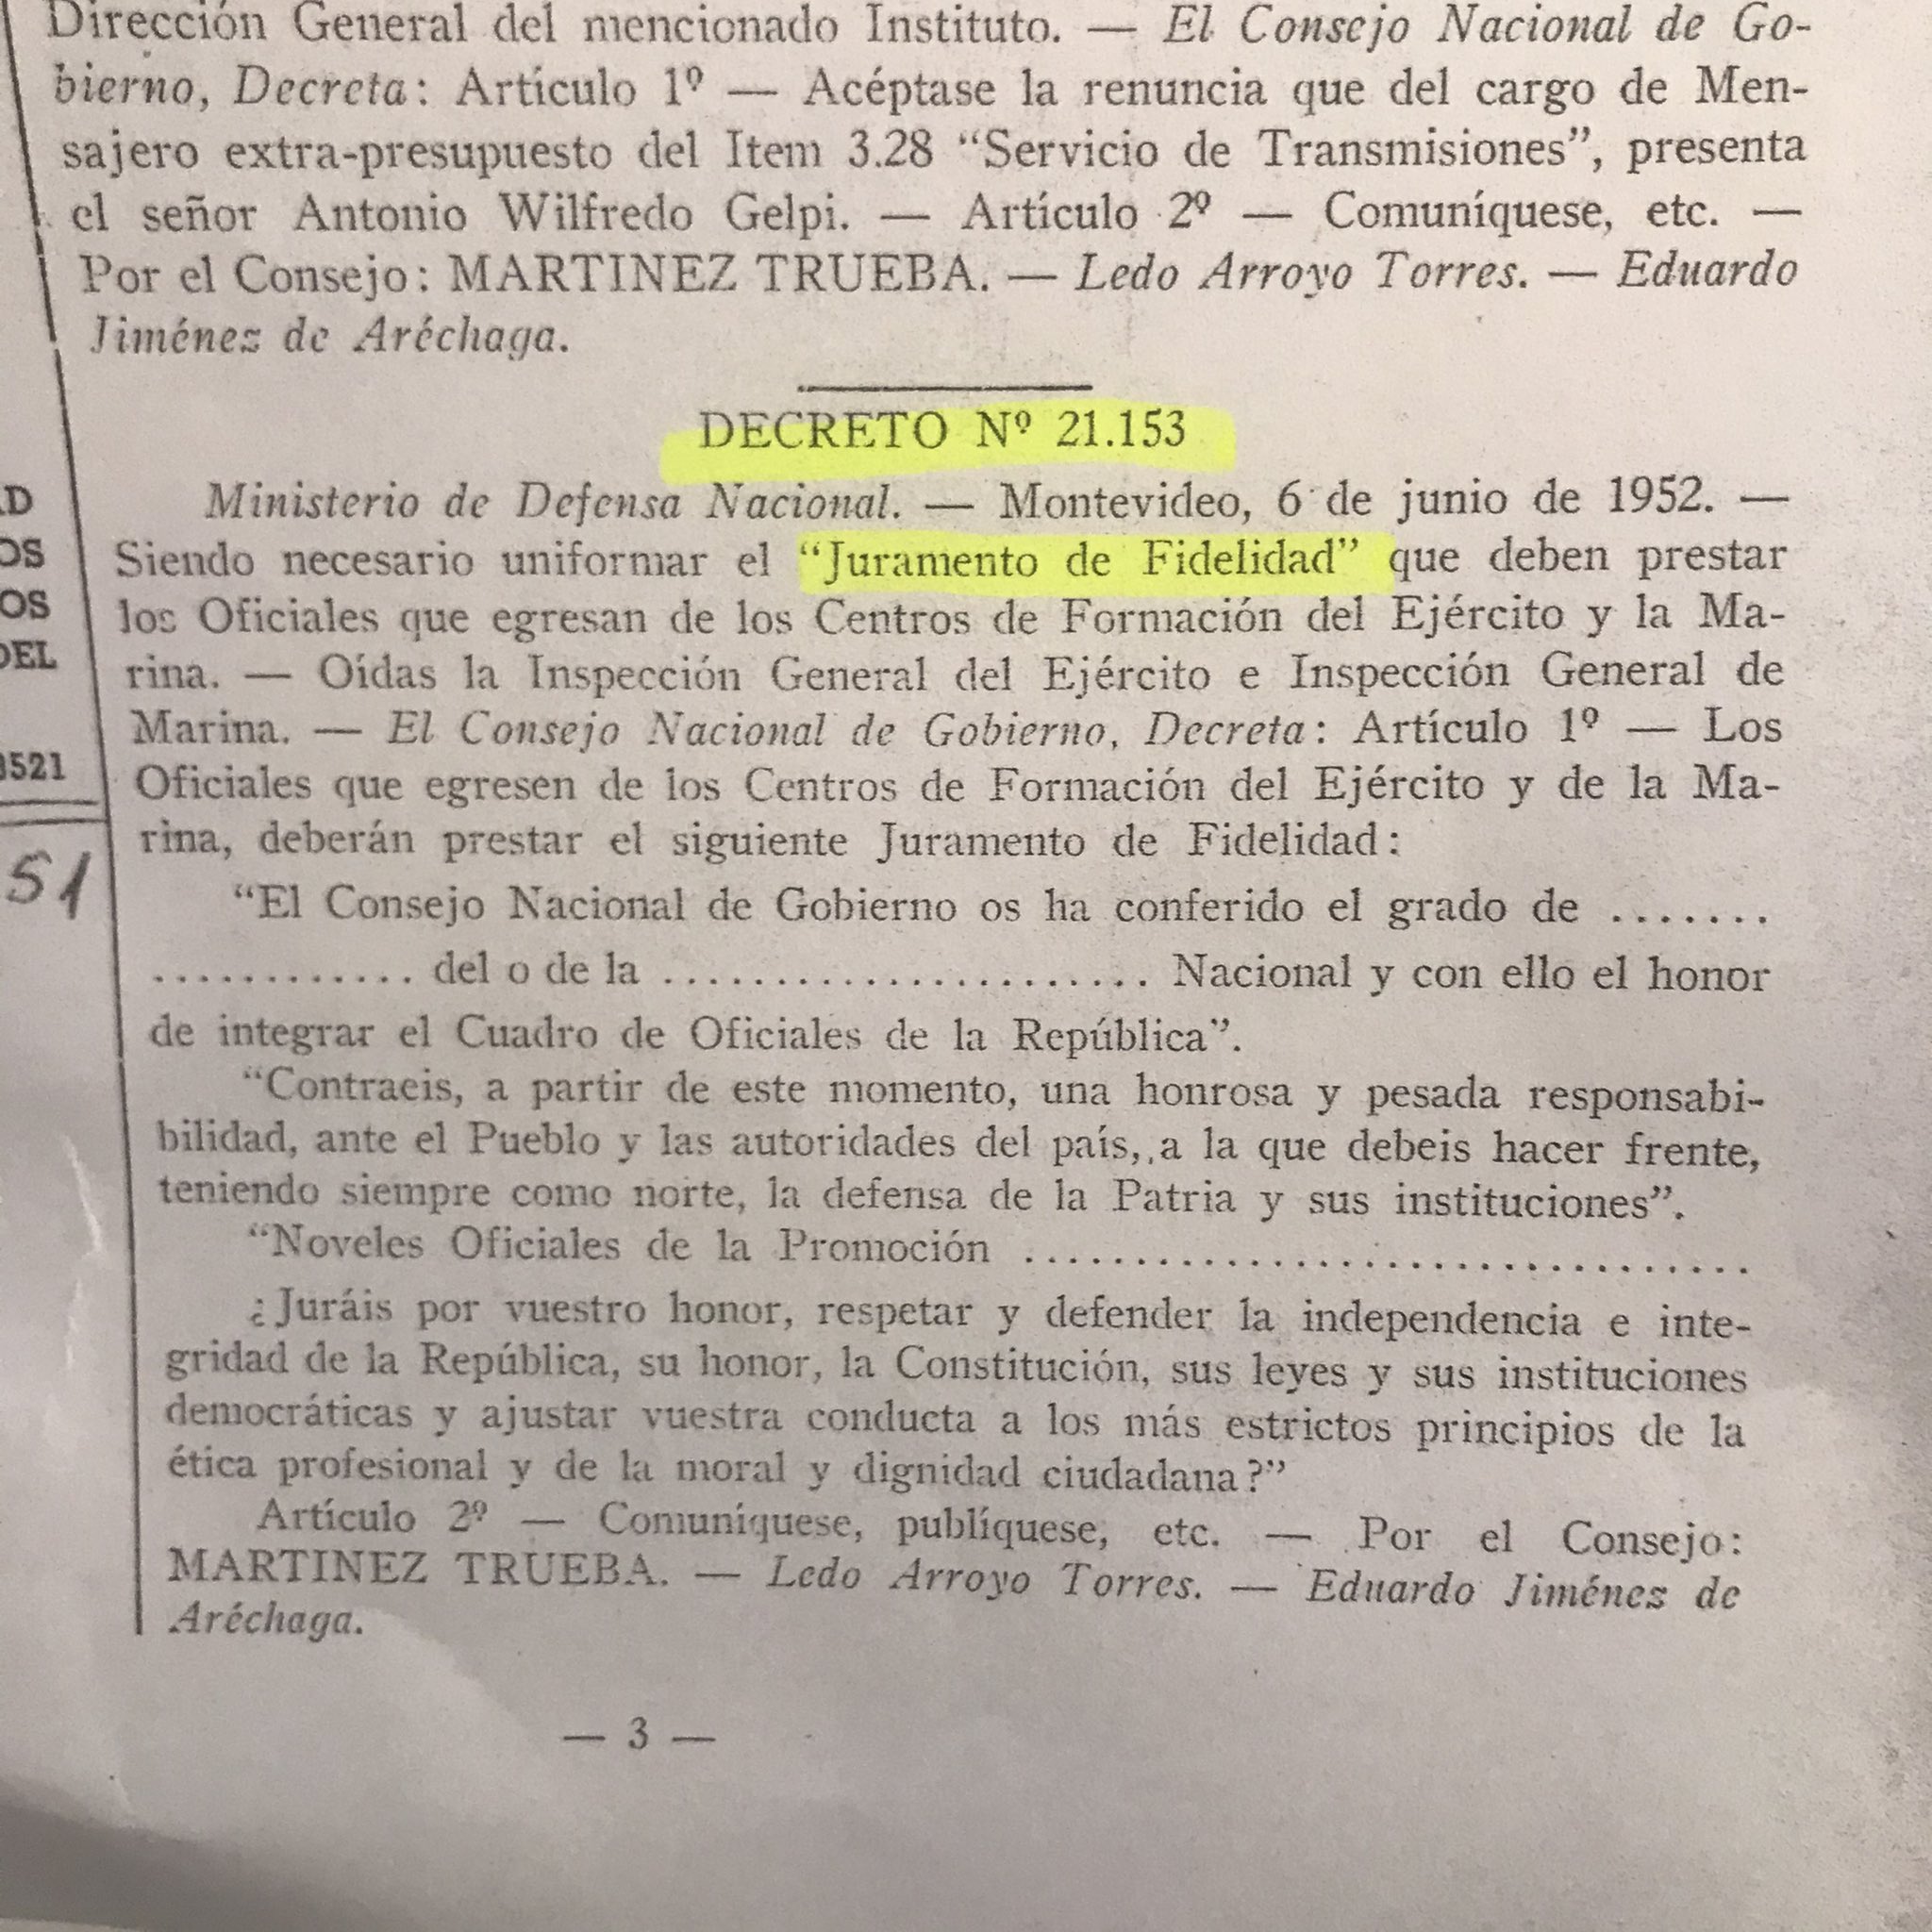 Dirección General del mencionado Instituto. — El Consejo Nacional de Go-
bierno, Decreta: Artículo 1º — Acéptase la renuncia que del cargo de Men-
sajero extra-presupuesto del Item 3.28 “Servicio de Transmisiones”, presenta
el señor Antonio Wilfredo Gelpi. — Artículo 2º — Comuníquese, etc. —
Por el Consejo: MARTINEZ TRUEBA. — Ledo Arroyo Torres. — Eduardo
Jiménez de Aréchaga.
DECRETO Nº 21.153
Ministerio de Defensa Nacional. — Montevideo, 6 de junio de 1952. —
Siendo necesario uniformar el “Juramento de Fidelidad” que deben prestar
los Oficiales que egresan de los Centros de Formación del Ejército y la Ma-
rina. — Oídas la Inspección General del Ejército e Inspección General de
Marina. — El Consejo Nacional de Gobierno, Decreta: Artículo 1º — Los
Oficiales que egresen de los Centros de Formación del Ejército y de la Ma-
rina, deberán prestar el siguiente Juramento de Fidelidad:
“El Consejo Nacional de Gobierno os ha conferido el grado de .......
............ del o de la ...................... Nacional y con ello el honor
de integrar el Cuadro de Oficiales de la República”.
“Contraeis, a partir de este momento, una honrosa y pesada responsabi-
bilidad, ante el Pueblo y las autoridades del país, a la que debeis hacer frente,
teniendo siempre como norte, la defensa de la Patria y sus instituciones”.
“Noveles Oficiales de la Promoción ................................
¿Juráis por vuestro honor, respetar y defender la independencia e inte-
gridad de la República, su honor, la Constitución, sus leyes y sus instituciones
democráticas y ajustar vuestra conducta a los más estrictos principios de la
ética profesional y de la moral y dignidad ciudadana?”
Artículo 2º — Comuníquese, publíquese, etc. — Por el Consejo:
MARTINEZ TRUEBA. — Ledo Arroyo Torres. — Eduardo Jiménez de
Aréchaga.
— 3 —
OS
OS
DEL
521
51